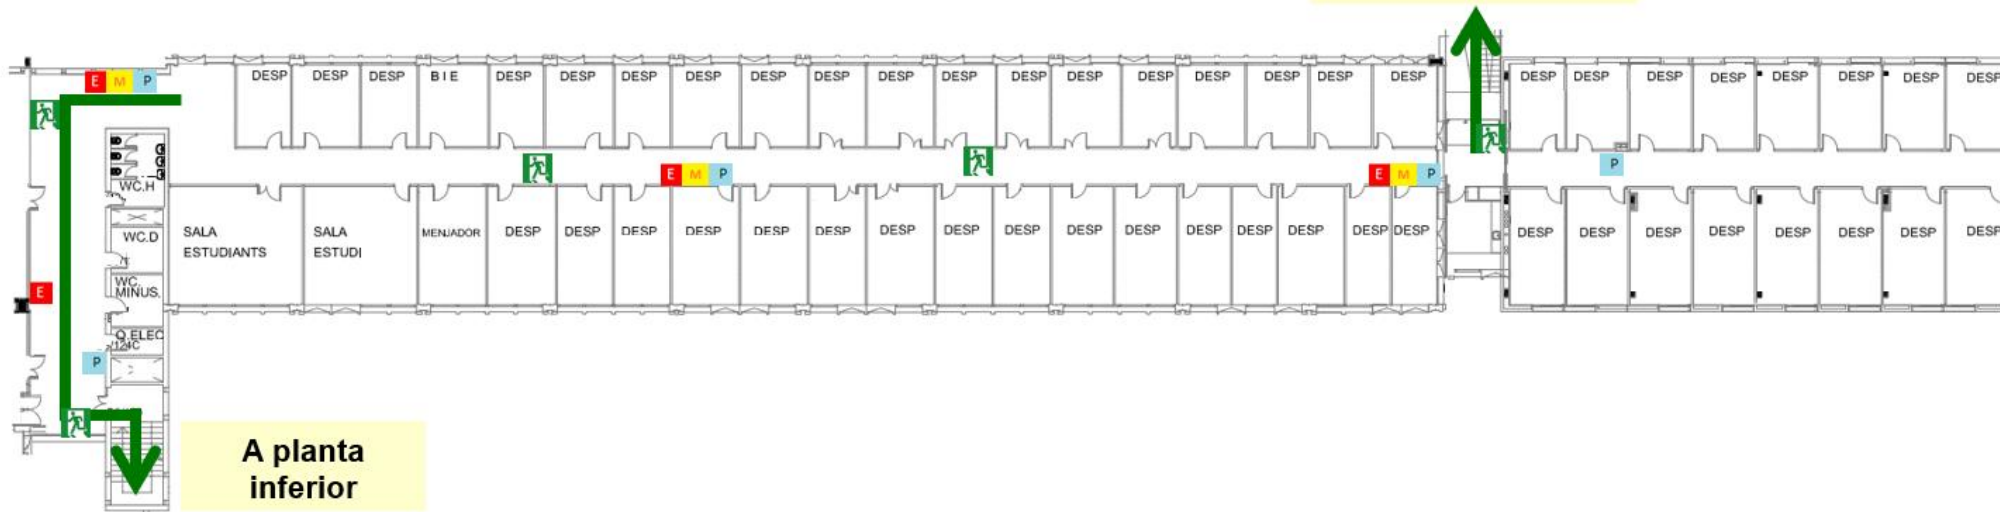 E M P
DESP DESP DESP B I E DESP DESP DESP DESP DESP DESP DESP DESP DESP DESP DESP DESP DESP DESP DESP DESP DESP DESP DESP DESP DESP DESP DESP
E M P
E M P
P
WC.H
WC.D
WC.
MINUS.
Q.ELEC
/124C
E
P
SALA
ESTUDIANTS
SALA
ESTUDI
MENJADOR DESP DESP DESP DESP DESP DESP DESP DESP DESP DESP DESP DESP DESP DESP DESP DESP DESP DESP DESP DESP DESP DESP DESP DESP
A planta
inferior